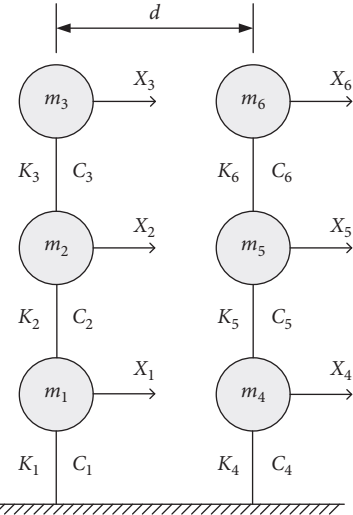 d
m₃ X₃ m₆ X₆
K₃ C₃ K₆ C₆
m₂ X₂ m₅ X₅
K₂ C₂ K₅ C₅
m₁ X₁ m₄ X₄
K₁ C₁ K₄ C₄